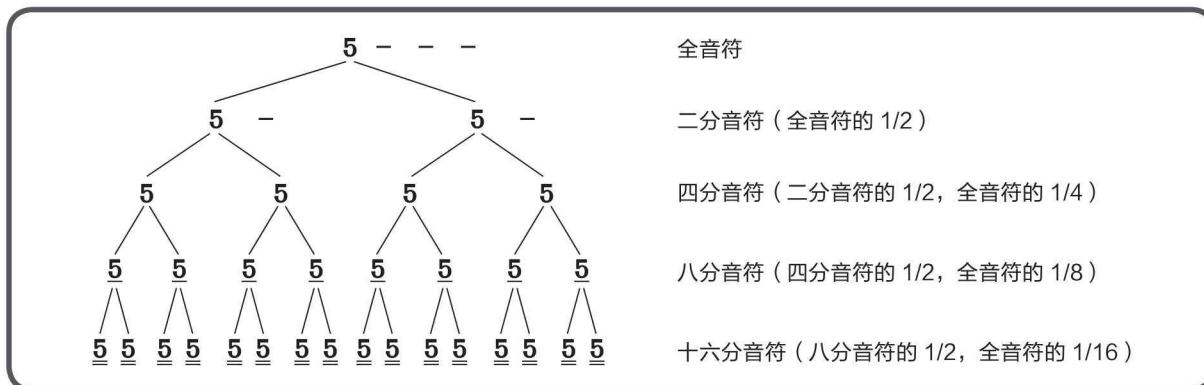 5 – – – 全音符
5 – 5 – 二分音符（全音符的 1/2）
5 5 5 5 四分音符（二分音符的 1/2，全音符的 1/4）
5 5 5 5 5 5 5 5 八分音符（四分音符的 1/2，全音符的 1/8）
5 5 5 5 5 5 5 5 5 5 5 5 5 5 5 5 十六分音符（八分音符的 1/2，全音符的 1/16）